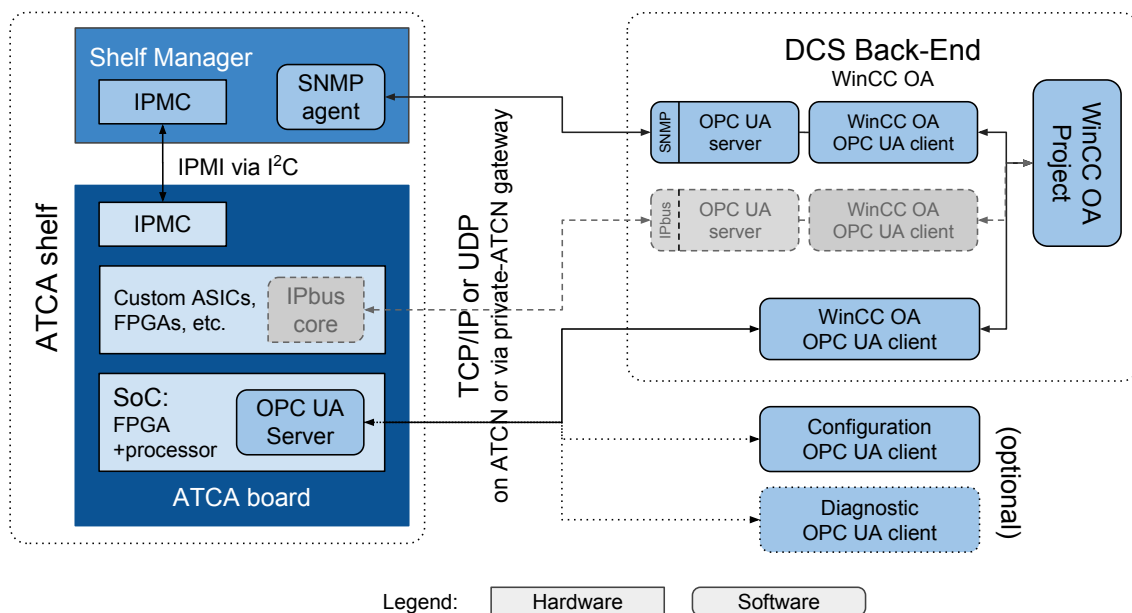 Shelf Manager
IPMC
SNMP
agent
IPMI via I²C
IPMC
Custom ASICs,
FPGAs, etc.
IPbus
core
SoC:
FPGA
+processor
OPC UA
Server
ATCA board
ATCA shelf
TCP/IP or UDP
on ATCN or via private-ATCN gateway
DCS Back-End
WinCC OA
SNMP
OPC UA
server
WinCC OA
OPC UA client
IPbus
OPC UA
server
WinCC OA
OPC UA client
WinCC OA
Project
WinCC OA
OPC UA client
Configuration
OPC UA client
Diagnostic
OPC UA client
(optional)
Legend:
Hardware
Software